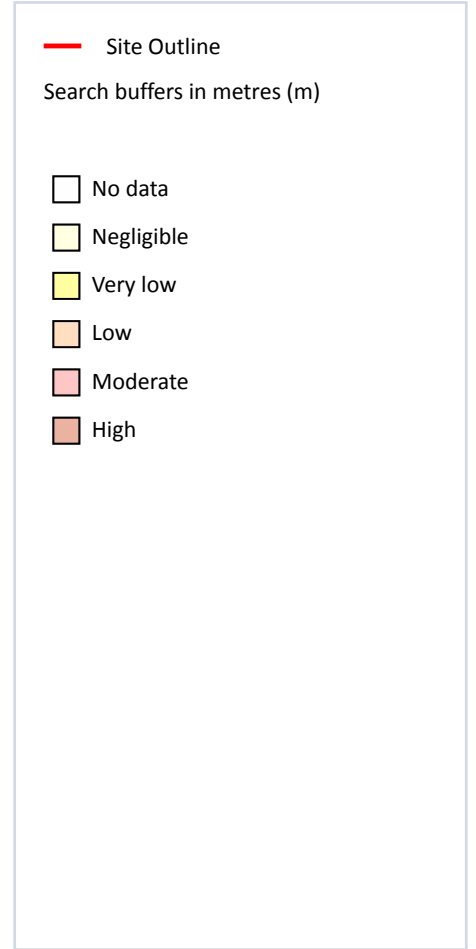 Site Outline
Search buffers in metres (m)
No data
Negligible
Very low
Low
Moderate
High